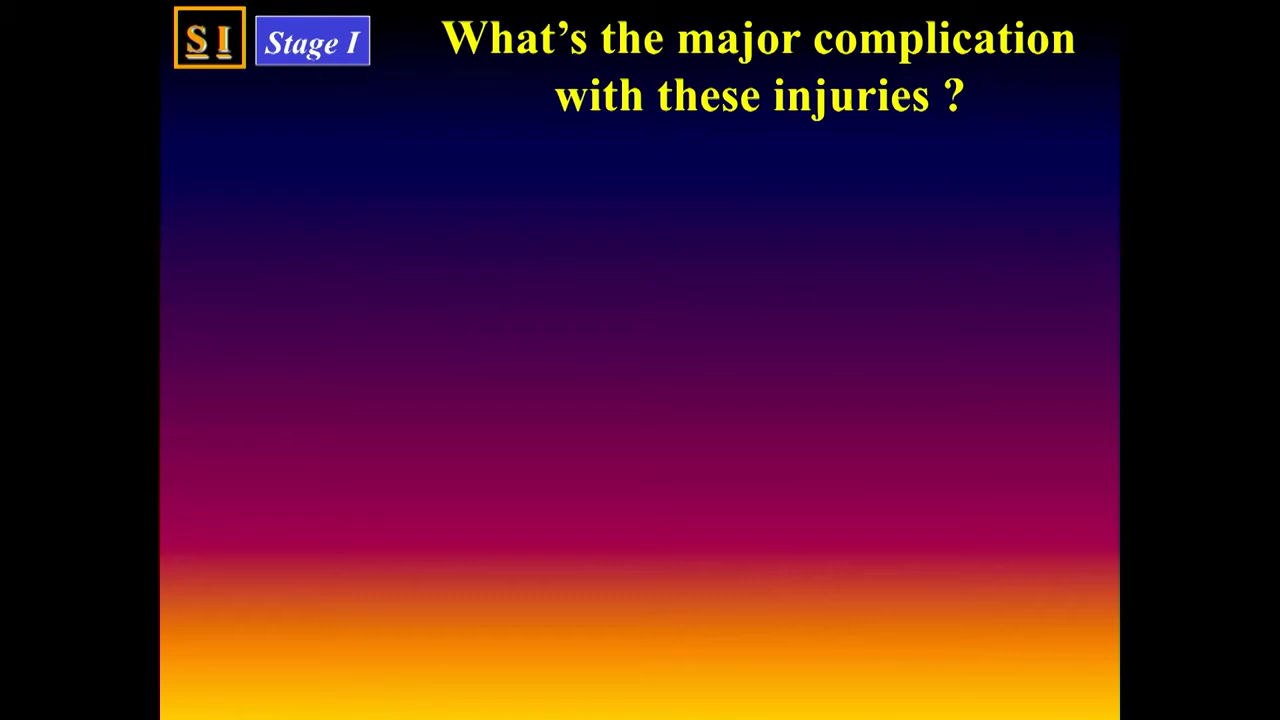 S I
Stage I
What's the major complication
with these injuries ?